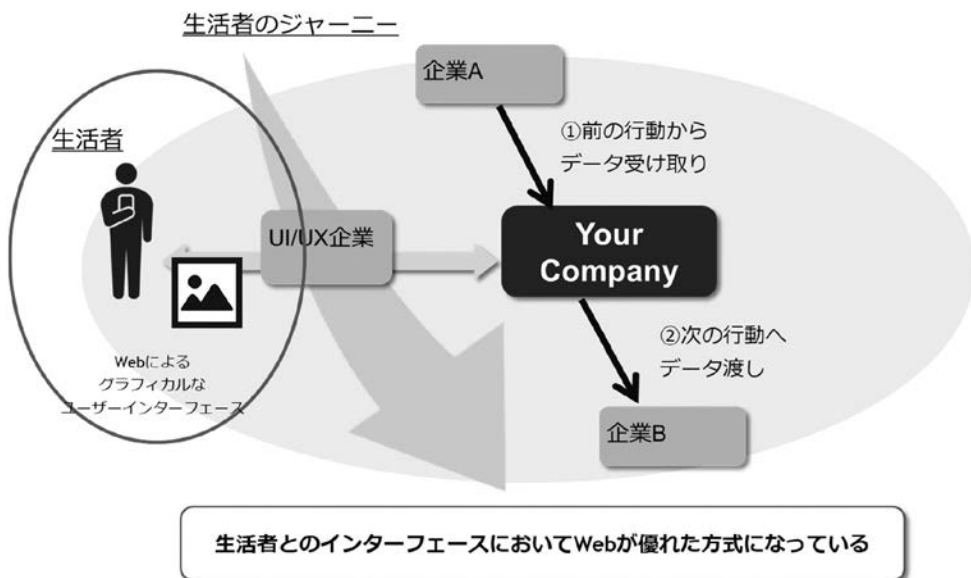 生活者のジャーニー
企業A
生活者
①前の行動から
データ受け取り
UI/UX企業
Your
Company
②次の行動へ
データ渡し
Webによる
グラフィカルな
ユーザーインターフェース
企業B
生活者とのインターフェースにおいてWebが優れた方式になっている